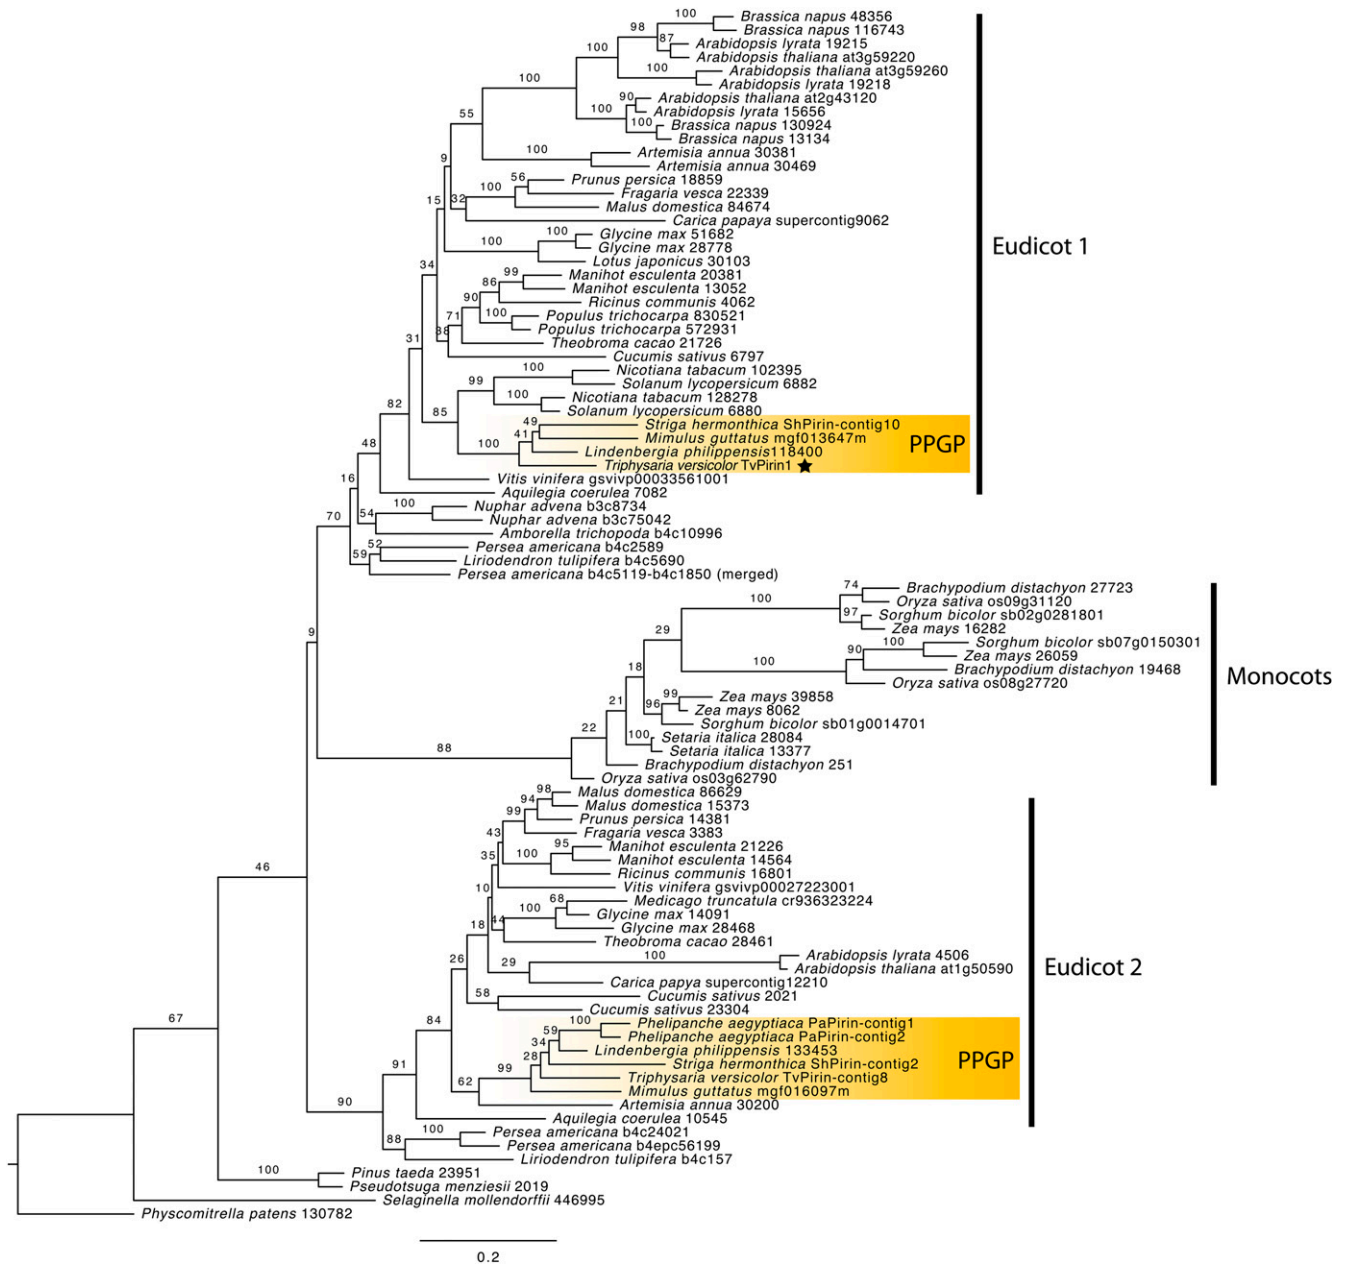 100
Brassica napus 48356
98
Brassica napus 116743
87
Arabidopsis lyrata 19215
100
Arabidopsis thaliana at3g59220
100
Arabidopsis thaliana at3g59260
100
Arabidopsis lyrata 19218
90
Arabidopsis thaliana at2g43120
100
Arabidopsis lyrata 15656
55
100
Brassica napus 130924
Brassica napus 13134
100
Artemisia annua 30381
9
Artemisia annua 30469
56
Prunus persica 18859
100
Fragaria vesca 22339
15
32
Malus domestica 84674
Carica papaya supercontig9062
100
Glycine max 51682
100
Glycine max 28778
Eudicot 1
Lotus japonicus 30103
34
99
Manihot esculenta 20381
86
Manihot esculenta 13052
90
Ricinus communis 4062
71
100
Populus trichocarpa 830521
38
Populus trichocarpa 572931
31
Theobroma cacao 21726
Cucumis sativus 6797
100
Nicotiana tabacum 102395
99
Solanum lycopersicum 6882
100
Nicotiana tabacum 128278
82
85
Solanum lycopersicum 6880
49
Striga hermonthica ShPirin-contig10
41
Mimulus guttatus mgf013647m
PPGP
48
100
Lindenbergia philippensis118400
Triphysaria versicolor TvPirin1 ★
16
Vitis vinifera gsvivp00033561001
Aquilegia coerulea 7082
100
Nuphar advena b3c8734
70
54
Nuphar advena b3c75042
Amborella trichopoda b4c10996
52
Persea americana b4c2589
59
Liriodendron tulipifera b4c5690
Persea americana b4c5119-b4c1850 (merged)
74
Brachypodium distachyon 27723
100
Oryza sativa os09g31120
97
Sorghum bicolor sb02g0281801
9
29
Zea mays 16282
100
Sorghum bicolor sb07g0150301
90
Zea mays 26059
18
100
Brachypodium distachyon 19468
Monocots
Oryza sativa os08g27720
99
Zea mays 39858
21
96
Zea mays 8062
Sorghum bicolor sb01g0014701
22
100
Setaria italica 28084
88
Setaria italica 13377
Brachypodium distachyon 251
Oryza sativa os03g62790
98
Malus domestica 86629
94
Malus domestica 15373
99
Prunus persica 14381
43
Fragaria vesca 3383
95
Manihot esculenta 21226
35
100
Manihot esculenta 14564
46
Ricinus communis 16801
10
Vitis vinifera gsvivp00027223001
68
Medicago truncatula cr936323224
100
Glycine max 14091
18
44
Glycine max 28468
Theobroma cacao 28461
100
Arabidopsis lyrata 4506
26
29
Arabidopsis thaliana at1g50590
Eudicot 2
Carica papya supercontig12210
58
Cucumis sativus 2021
Cucumis sativus 23304
67
84
100
Phelipanche aegyptiaca PaPirin-contig1
59
Phelipanche aegyptiaca PaPirin-contig2
34
Lindenbergia philippensis 133453
28
Striga hermonthica ShPirin-contig2
PPGP
91
99
Triphysaria versicolor TvPirin-contig8
62
Mimulus guttatus mgf016097m
90
Artemisia annua 30200
Aquilegia coerulea 10545
100
Persea americana b4c24021
88
Persea americana b4epc56199
Liriodendron tulipifera b4c157
100
Pinus taeda 23951
Pseudotsuga menziesii 2019
Selaginella mollendorffii 446995
Physcomitrella patens 130782
0.2